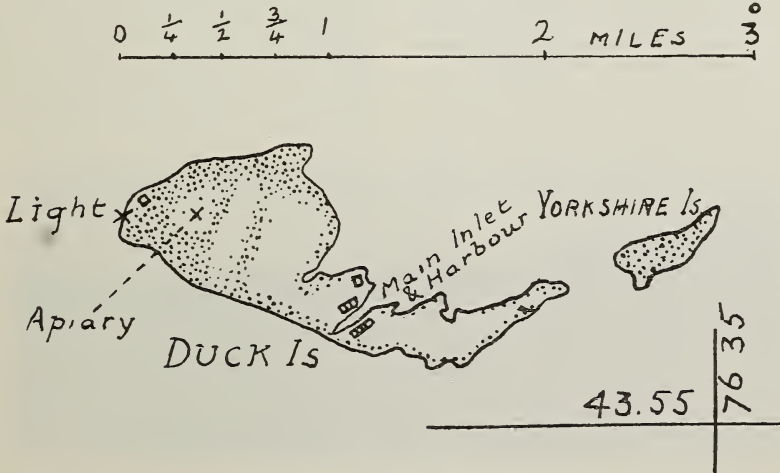 0 1/4 1/2 3/4 1 2 MILES 3
Light
Main Inlet
& Harbour
YORKSHIRE Is.
Apiary
DUCK Is
43.55
76 35